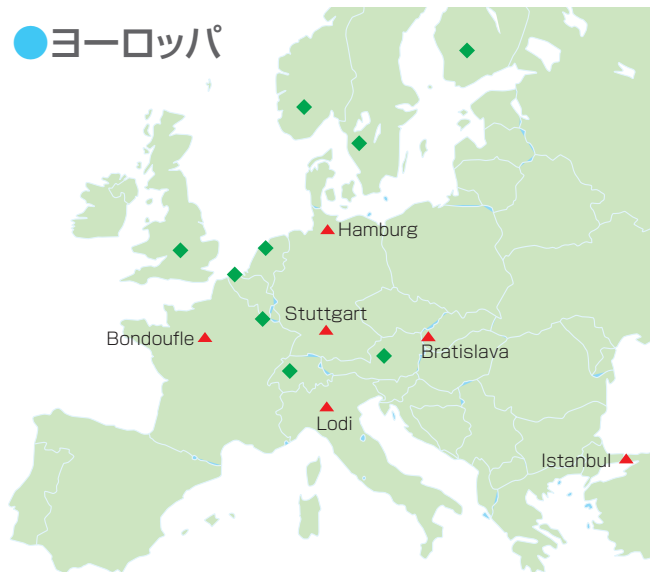 ヨーロッパ
Hamburg
Stuttgart
Bondoufle
Bratislava
Lodi
Istanbul